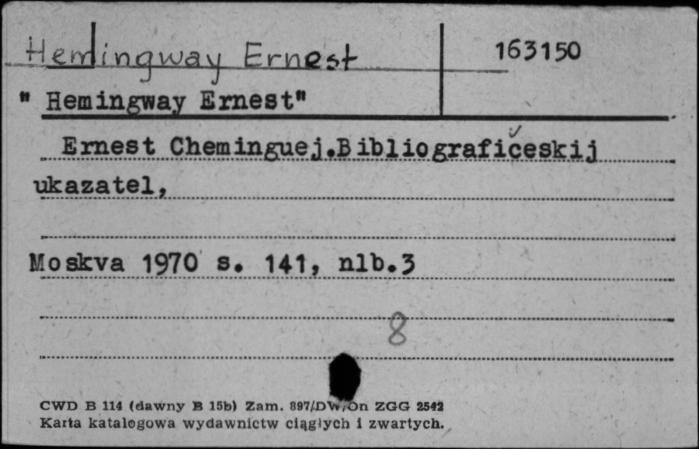 Hemingway Ernest 163150
" Hemingway Ernest"
Ernest Cheminguej.Bibliografičeskij
ukazatel,
Moskva 1970 s. 141, nlb.3
8
CWD B 114 (dawny B 15b) Zam. 897/DW/On ZGG 2542
Karta katalogowa wydawnictw ciągłych i zwartych.